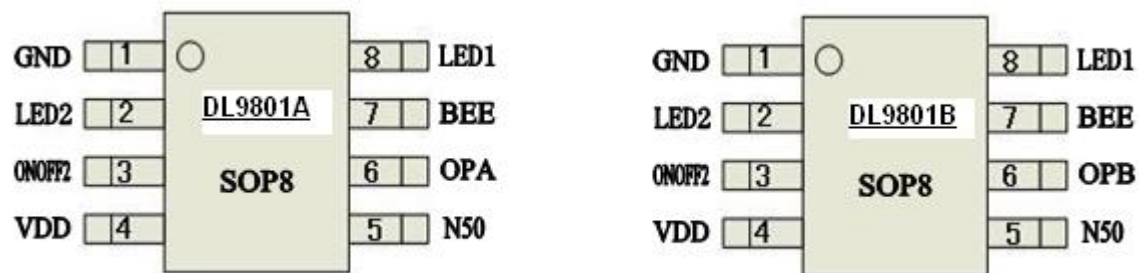 GND 1 8 LED1
LED2 2 DL9801A 7 BEE
ONOFF2 3 SOP8 6 OPA
VDD 4 5 N50
GND 1 8 LED1
LED2 2 DL9801B 7 BEE
ONOFF2 3 SOP8 6 OPB
VDD 4 5 N50